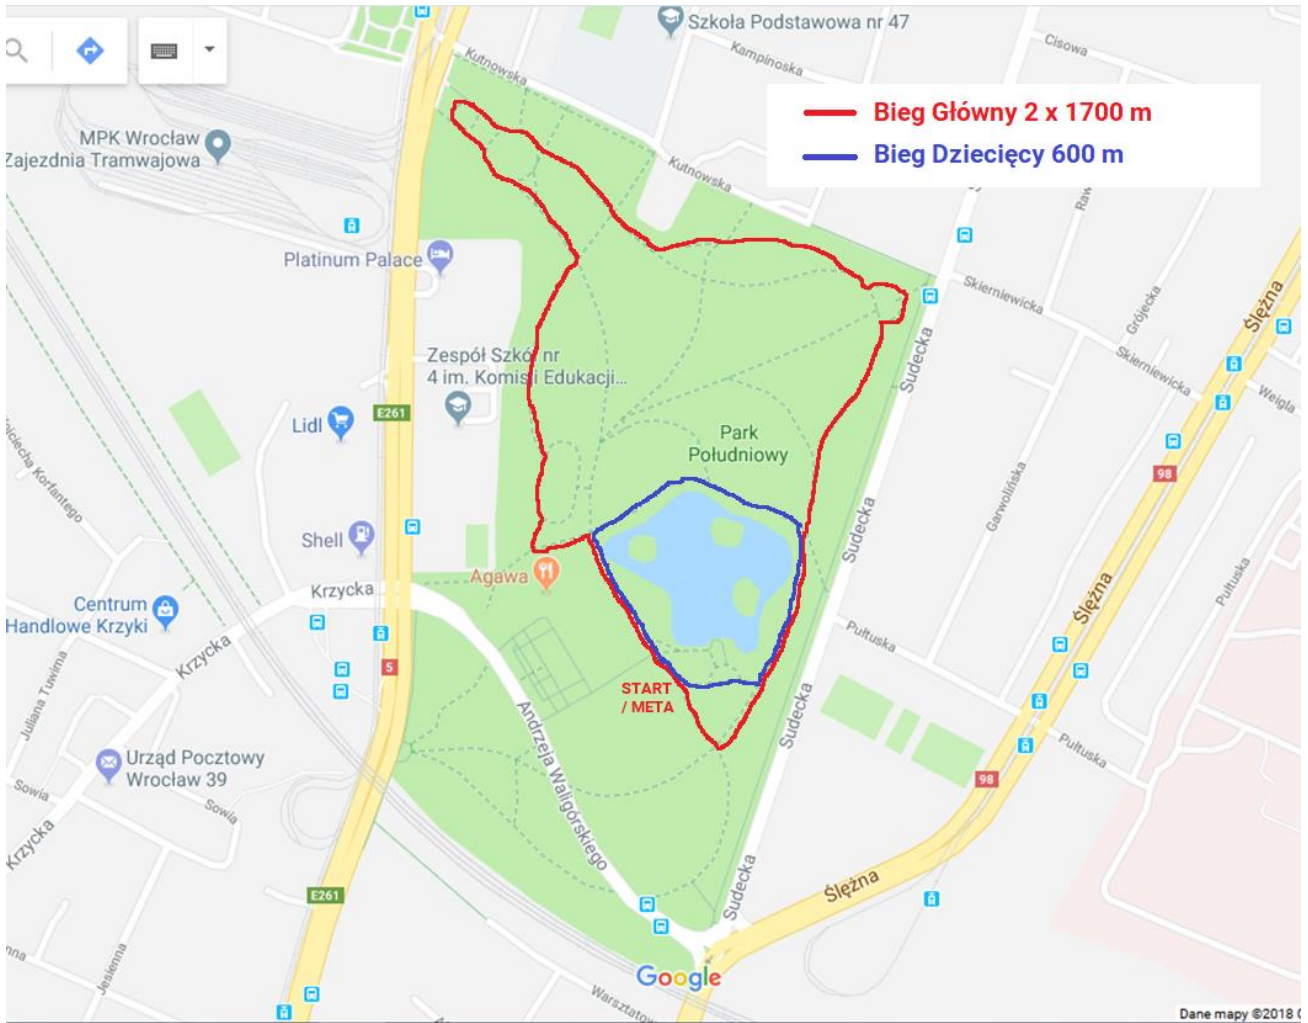 Szkoła Podstawowa nr 47
Cisowa
Kampinoska
Kutnowska
Bieg Główny 2 x 1700 m
Bieg Dziecięcy 600 m
MPK Wrocław
Zajezdnia Tramwajowa
Kutnowska
Platinum Palace
Skierniewicka
Grójecka
Ślężna
Sudecka
Skierniewicka
Weigla
Zespół Szkół nr
4 im. Komisji Edukacji...
E261
Lidl
Park
Południowy
98
Garwolińska
Sudecka
Shell
Agawa
Krzycka
Centrum
Handlowe Krzyki
Krzycka
Pułtuska
Ślężna
Pułtuska
5
Juliana Tuwima
START
/ META
Sudecka
Andrzeja Waligórskiego
Pułtuska
Urząd Pocztowy
Wrocław 39
98
Sowia
Sowia
Krzycka
E261
Sudecka
Ślężna
Jesienna
Google
Dane mapy ©2018